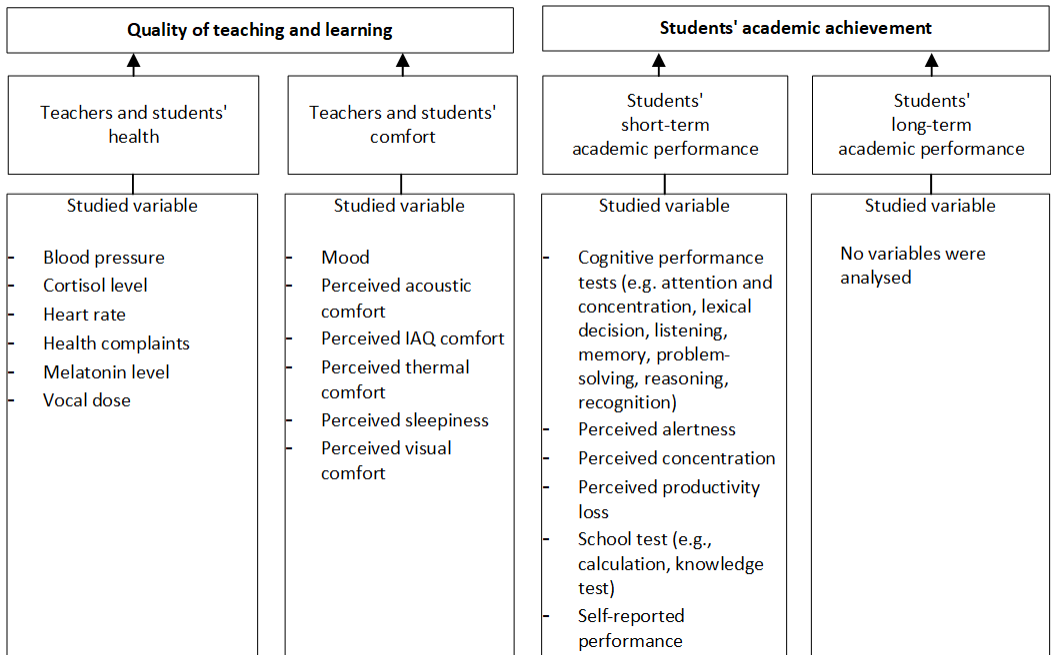 Quality of teaching and learning
Students' academic achievement
Teachers and students'
health
Teachers and students'
comfort
Students'
short-term
academic performance
Students'
long-term
academic performance
Studied variable
- Blood pressure
- Cortisol level
- Heart rate
- Health complaints
- Melatonin level
- Vocal dose
Studied variable
- Mood
- Perceived acoustic
comfort
- Perceived IAQ comfort
- Perceived thermal
comfort
- Perceived sleepiness
- Perceived visual
comfort
Studied variable
- Cognitive performance
tests (e.g. attention and
concentration, lexical
decision, listening,
memory, problem-
solving, reasoning,
recognition)
- Perceived alertness
- Perceived concentration
- Perceived productivity
loss
- School test (e.g.,
calculation, knowledge
test)
- Self-reported
performance
Studied variable
No variables were
analysed